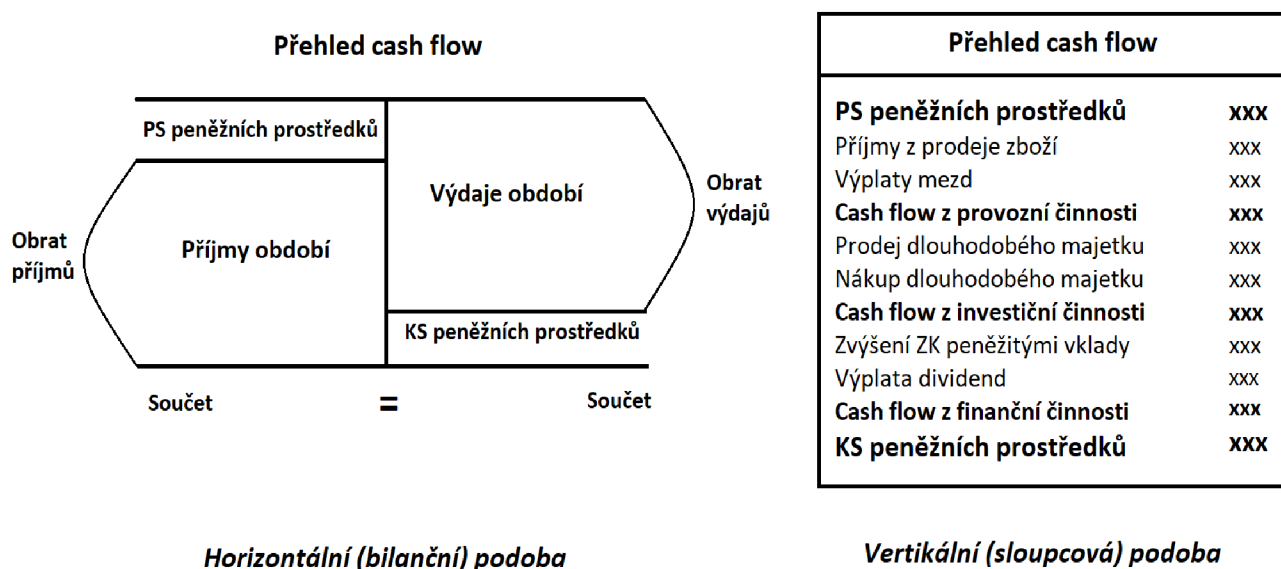 Přehled cash flow
PS peněžních prostředků
Výdaje období
Obrat
výdajů
Příjmy období
Obrat
příjmů
KS peněžních prostředků
Součet = Součet
Horizontální (bilanční) podoba
Přehled cash flow
PS peněžních prostředků xxx
Příjmy z prodeje zboží xxx
Výplaty mezd xxx
Cash flow z provozní činnosti xxx
Prodej dlouhodobého majetku xxx
Nákup dlouhodobého majetku xxx
Cash flow z investiční činnosti xxx
Zvýšení ZK peněžitými vklady xxx
Výplata dividend xxx
Cash flow z finanční činnosti xxx
KS peněžních prostředků xxx
Vertikální (sloupcová) podoba